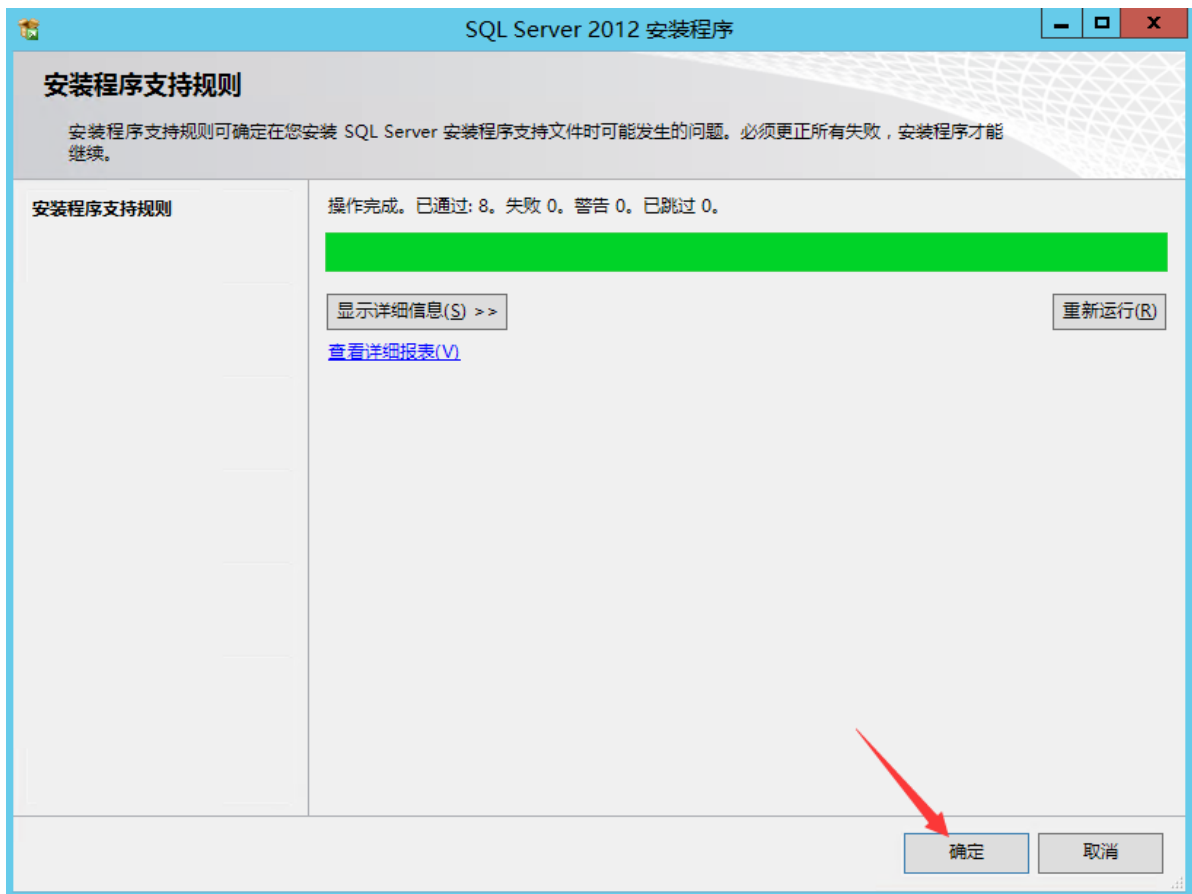 SQL Server 2012 安装程序
安装程序支持规则
安装程序支持规则可确定在您安装 SQL Server 安装程序支持文件时可能发生的问题。必须更正所有失败，安装程序才能
继续。
安装程序支持规则
操作完成。已通过: 8。失败 0。警告 0。已跳过 0。
显示详细信息(S) >>
重新运行(R)
查看详细报表(V)
确定
取消